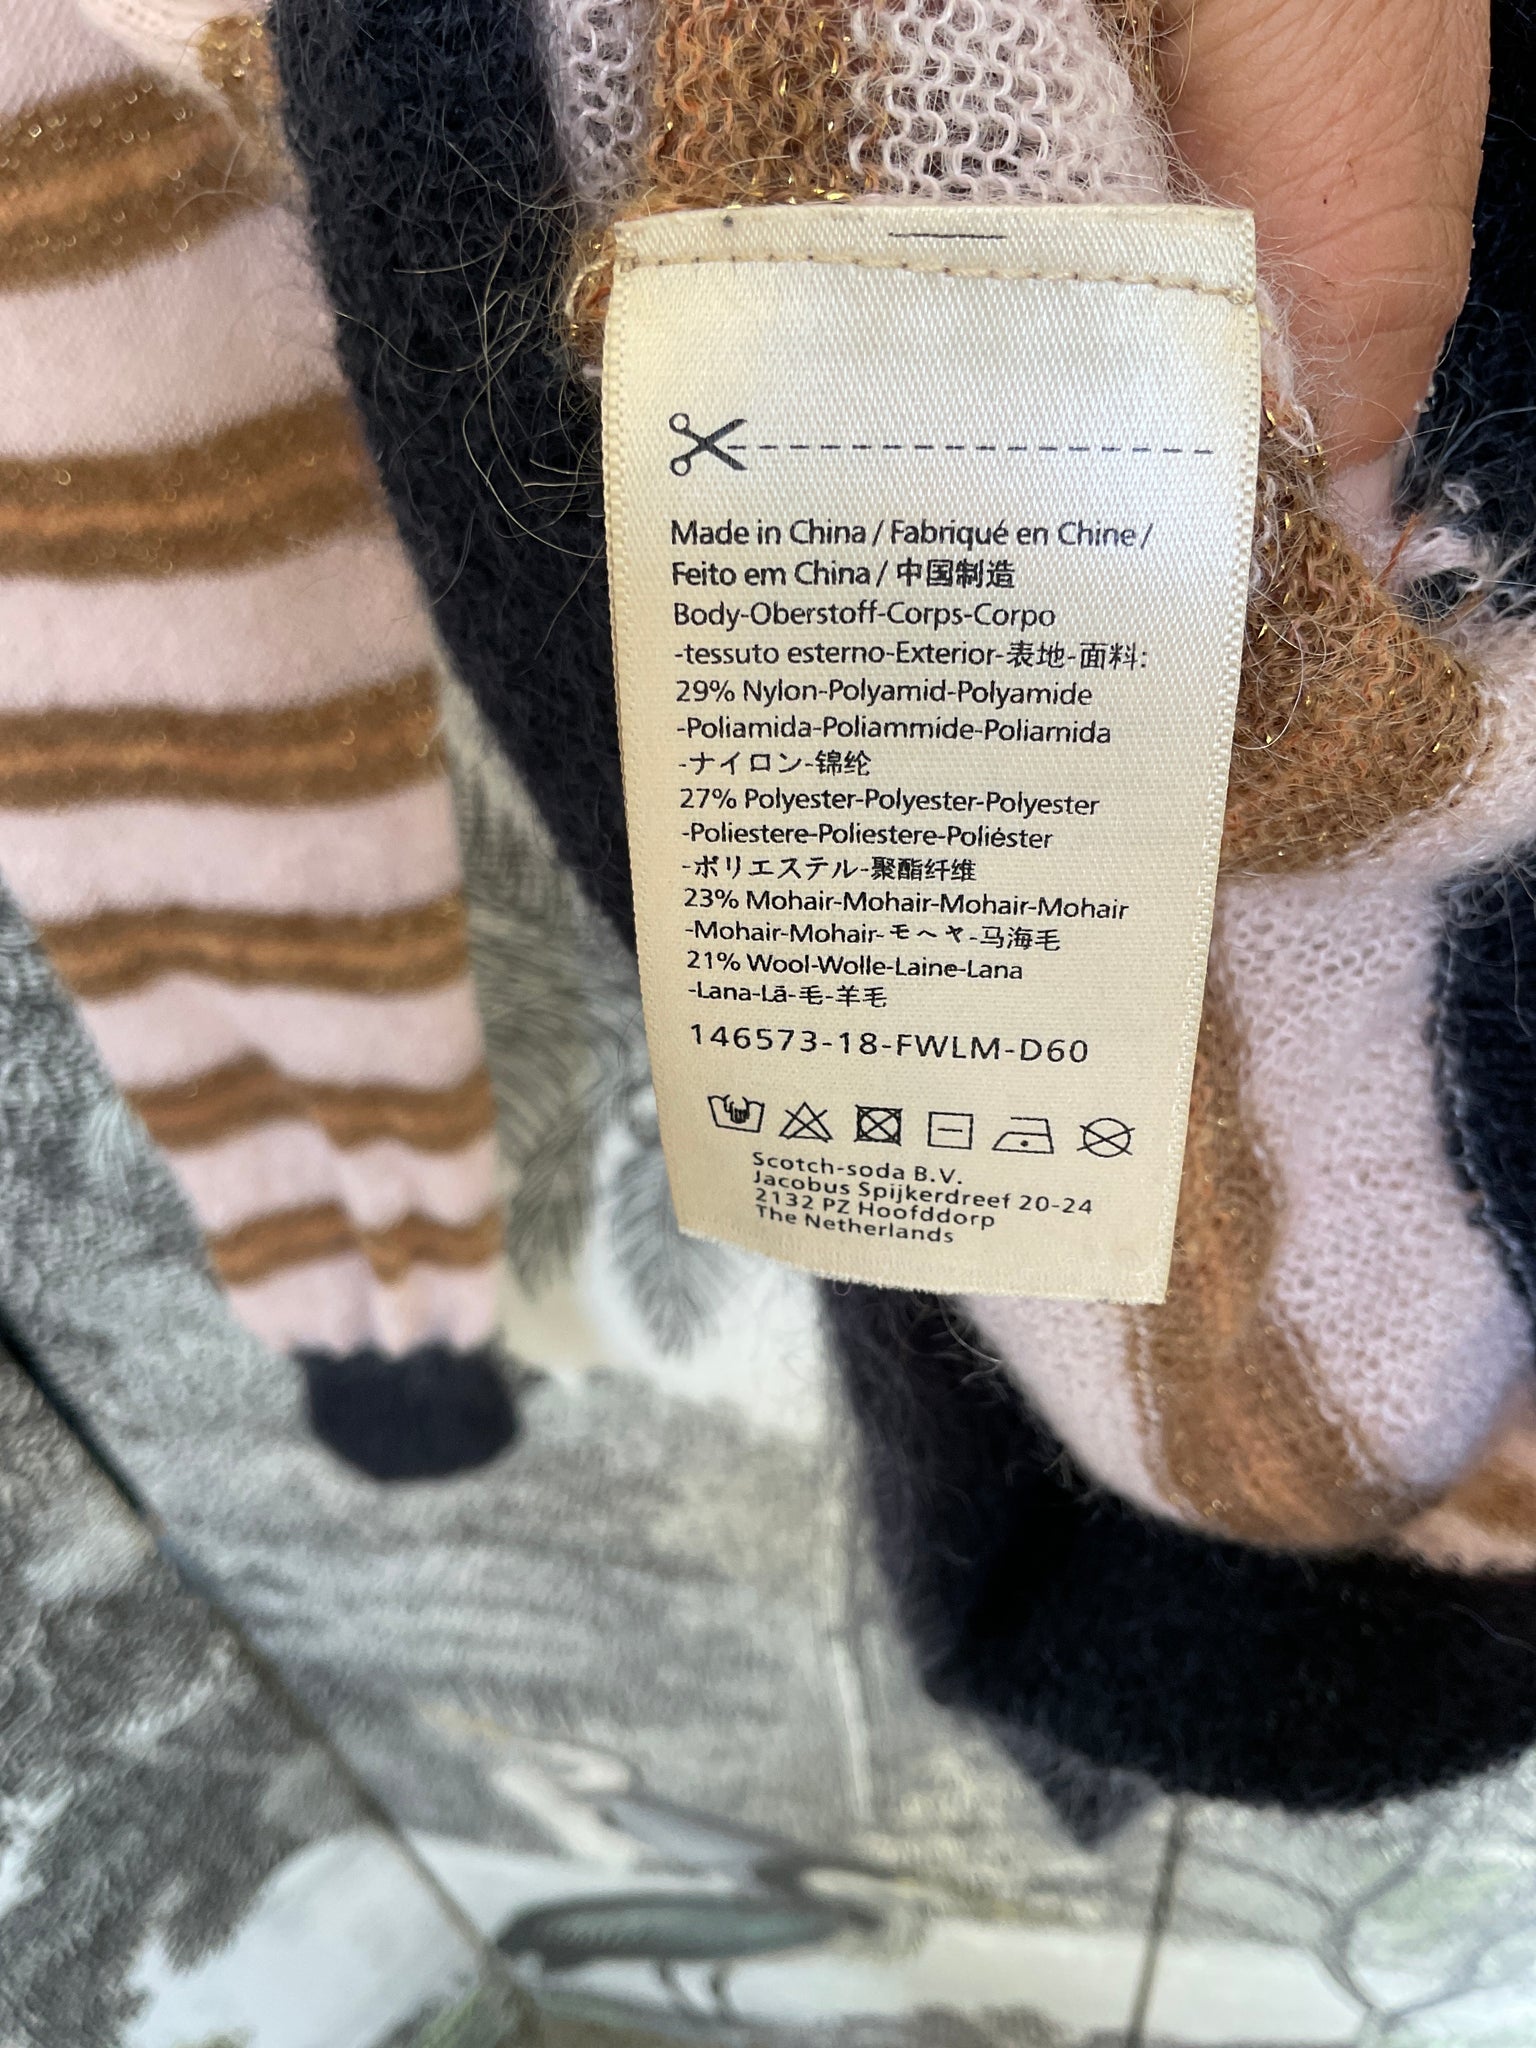 Made in China / Fabriqué en Chine /
Feito em China / 中国制造
Body-Oberstoff-Corps-Corpo
-tessuto esterno-Exterior-表地-面料:
29% Nylon-Polyamid-Polyamide
-Poliamida-Poliammide-Poliamida
-ナイロン-锦纶
27% Polyester-Polyester-Polyester
-Poliestere-Poliestere-Poliéster
-ポリエステル-聚酯纤维
23% Mohair-Mohair-Mohair-Mohair
-Mohair-Mohair-モヘヤ-马海毛
21% Wool-Wolle-Laine-Lana
-Lana-Lã-毛-羊毛
146573-18-FWLM-D60
Scotch-soda B.V.
Jacobus Spijkerdreef 20-24
2132 PZ Hoofddorp
The Netherlands